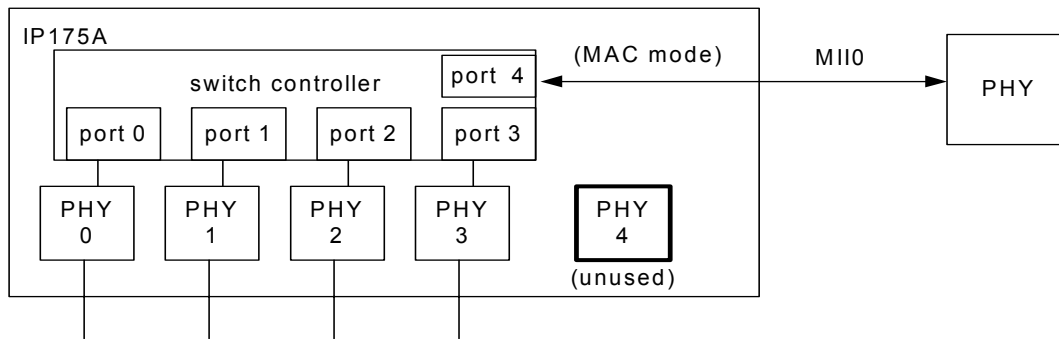 IP175A
switch controller
port 4
(MAC mode)
MII0
PHY
port 0
port 1
port 2
port 3
PHY
0
PHY
1
PHY
2
PHY
3
PHY
4
(unused)